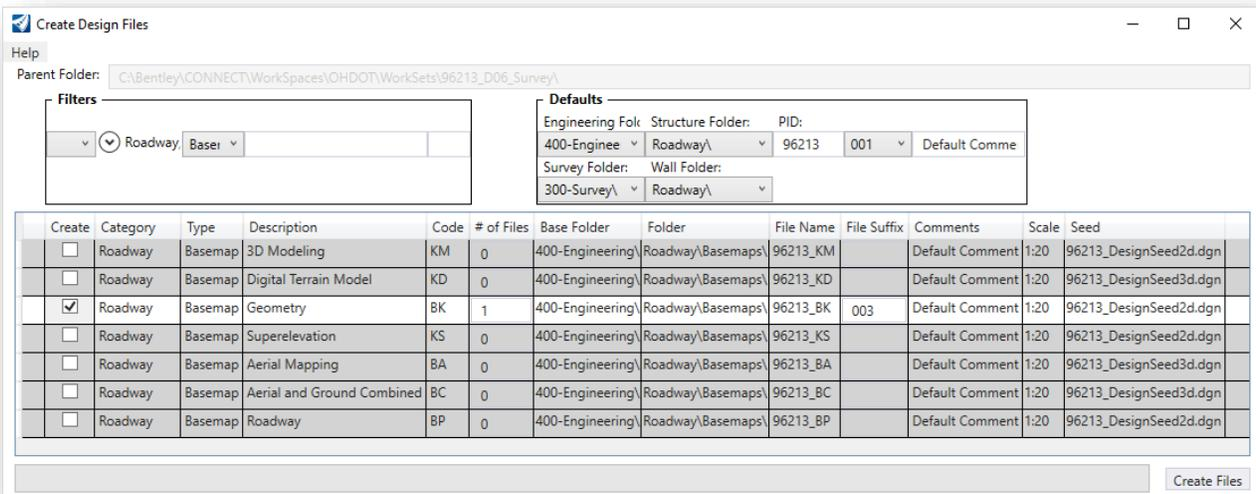 Create Design Files
Help
Parent Folder: C:\Bentley\CONNECT\WorkSpaces\OHDOT\WorkSets\96213_D06_Survey\
Filters
Roadway, Baser
Defaults
Engineering Folc Structure Folder: PID:
400-Enginee Roadway\ 96213 001 Default Comme
Survey Folder: Wall Folder:
300-Survey\ Roadway\
Create Category Type Description Code # of Files Base Folder Folder File Name File Suffix Comments Scale Seed
Roadway Basemap 3D Modeling KM 0 400-Engineering\ Roadway\Basemaps\ 96213_KM Default Comment 1:20 96213_DesignSeed2d.dgn
Roadway Basemap Digital Terrain Model KD 0 400-Engineering\ Roadway\Basemaps\ 96213_KD Default Comment 1:20 96213_DesignSeed3d.dgn
Roadway Basemap Geometry BK 1 400-Engineering\ Roadway\Basemaps\ 96213_BK 003 Default Comment 1:20 96213_DesignSeed2d.dgn
Roadway Basemap Superelevation KS 0 400-Engineering\ Roadway\Basemaps\ 96213_KS Default Comment 1:20 96213_DesignSeed2d.dgn
Roadway Basemap Aerial Mapping BA 0 400-Engineering\ Roadway\Basemaps\ 96213_BA Default Comment 1:20 96213_DesignSeed3d.dgn
Roadway Basemap Aerial and Ground Combined BC 0 400-Engineering\ Roadway\Basemaps\ 96213_BC Default Comment 1:20 96213_DesignSeed3d.dgn
Roadway Basemap Roadway BP 0 400-Engineering\ Roadway\Basemaps\ 96213_BP Default Comment 1:20 96213_DesignSeed2d.dgn
Create Files